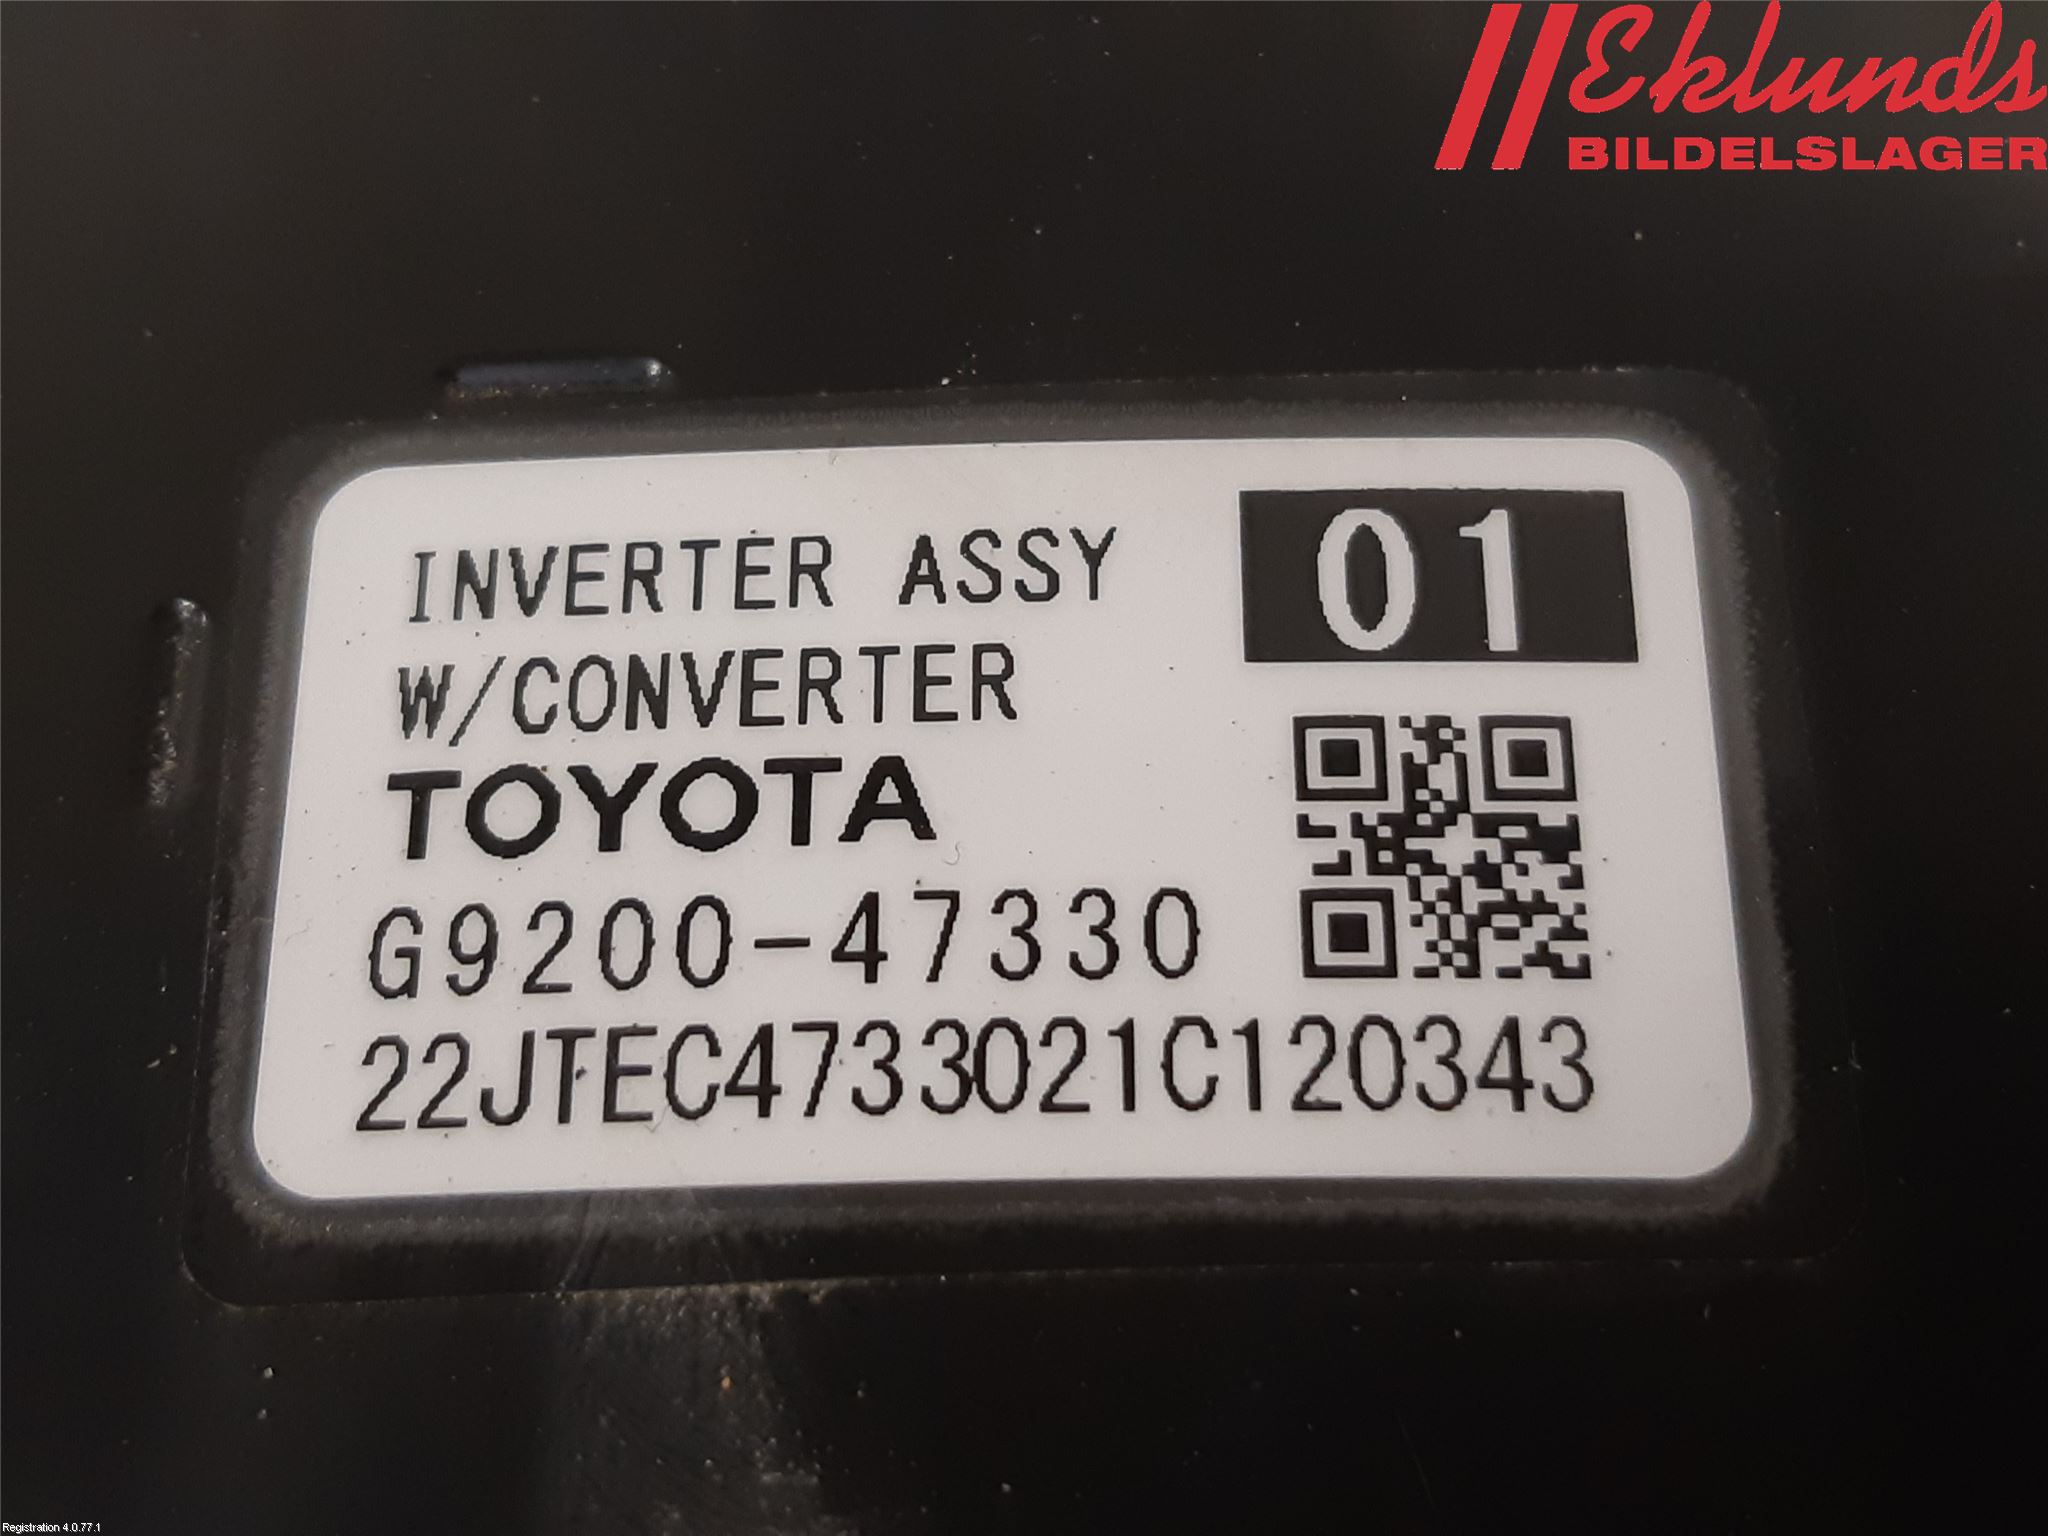 Eklunds
BILDELSLAGER
INVERTER ASSY
W/CONVERTER
01
TOYOTA
G9200-47330
22JTEC4733021C120343
Registration 4.0.77.1